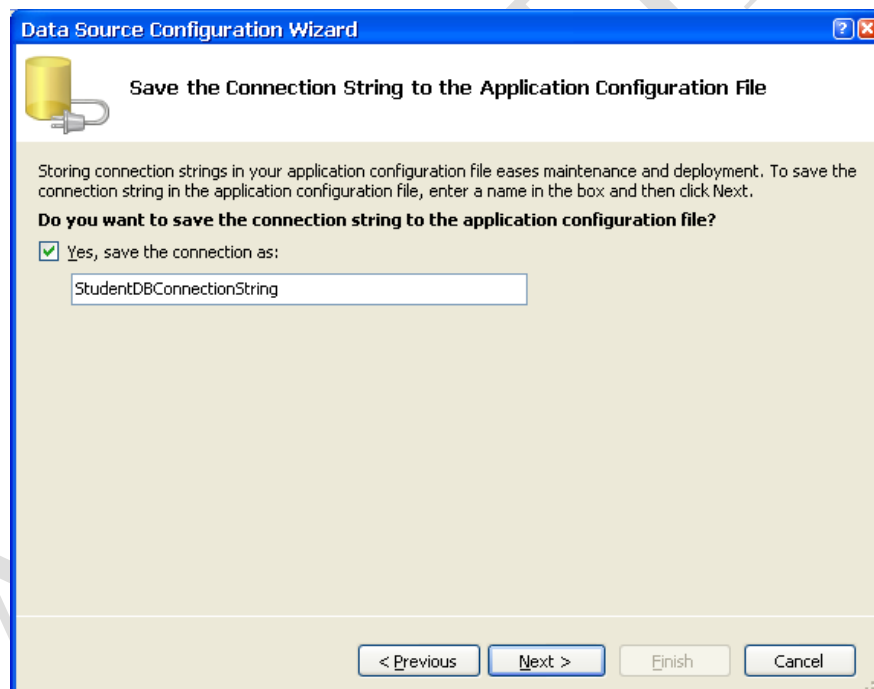 Data Source Configuration Wizard
Save the Connection String to the Application Configuration File
Storing connection strings in your application configuration file eases maintenance and deployment. To save the
connection string in the application configuration file, enter a name in the box and then click Next.
Do you want to save the connection string to the application configuration file?
Yes, save the connection as:
StudentDBConnectionString
< Previous
Next >
Finish
Cancel